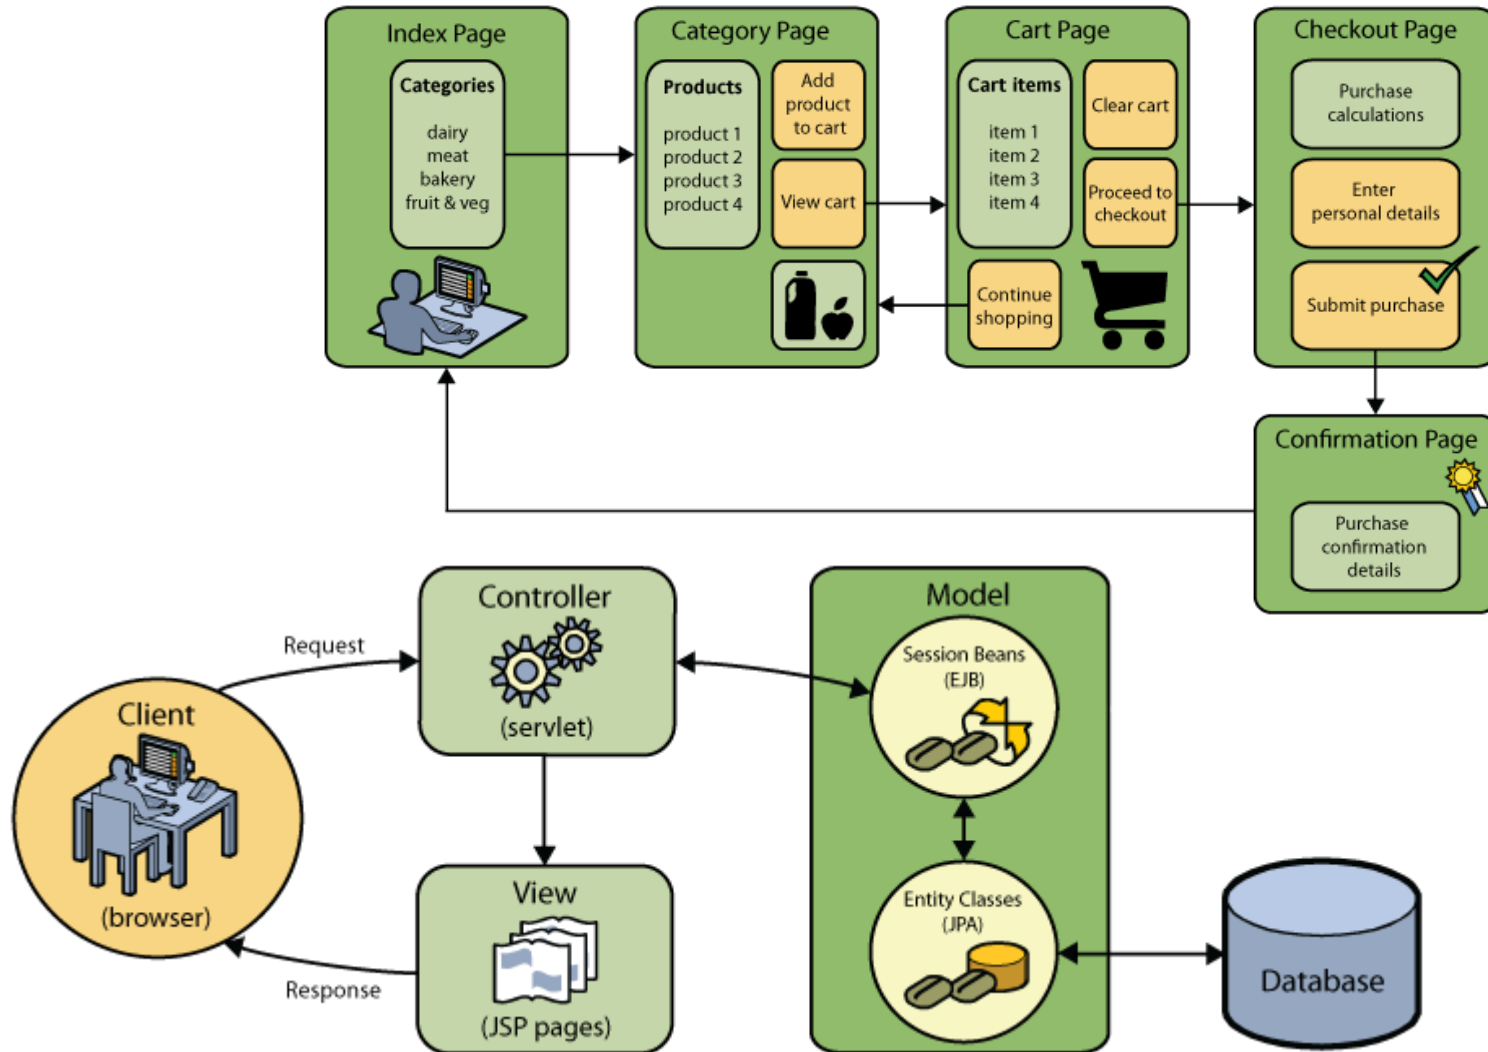 Index Page
Categories
dairy
meat
bakery
fruit & veg
Category Page
Products
product 1
product 2
product 3
product 4
Add
product
to cart
View cart
Cart Page
Cart items
item 1
item 2
item 3
item 4
Clear cart
Proceed to
checkout
Continue
shopping
Checkout Page
Purchase
calculations
Enter
personal details
Submit purchase
Confirmation Page
Purchase
confirmation
details
Client
(browser)
Request
Response
Controller
(servlet)
View
(JSP pages)
Model
Session Beans
(EJB)
Entity Classes
(JPA)
Database